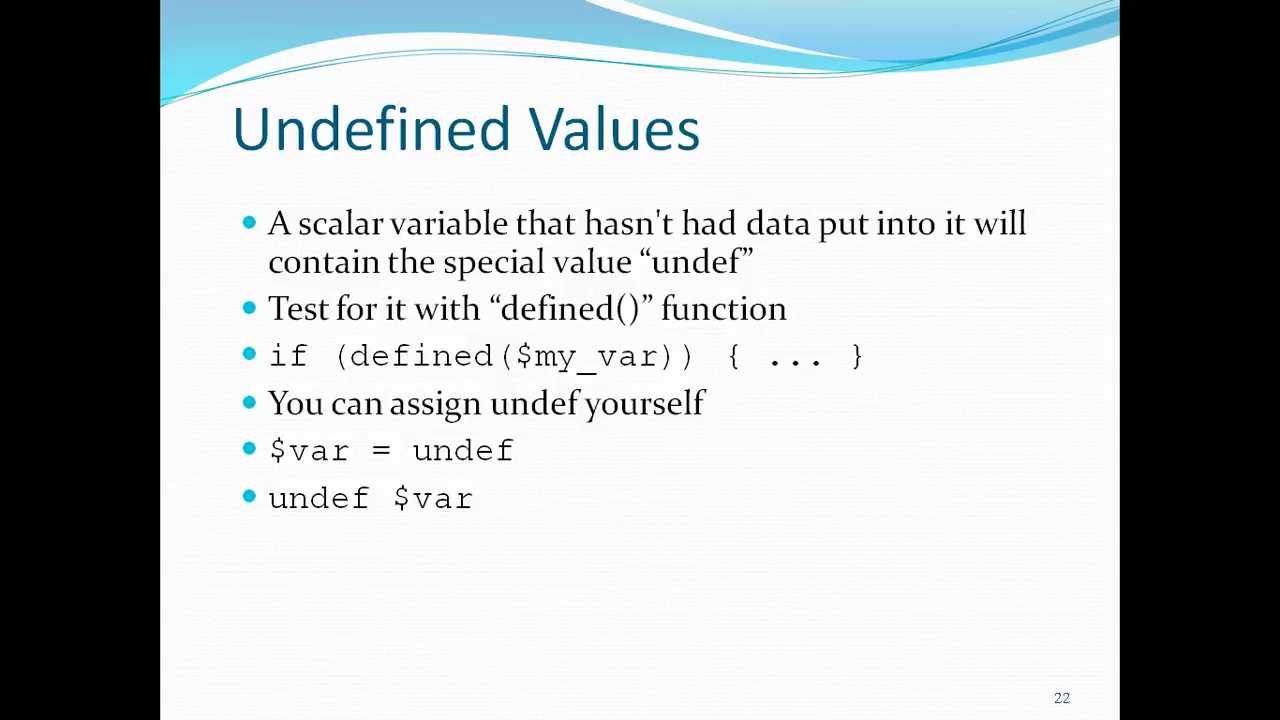 Undefined Values
A scalar variable that hasn't had data put into it will
contain the special value “undef”
Test for it with “defined()” function
if (defined($my_var)) { ... }
You can assign undef yourself
$var = undef
undef $var
22